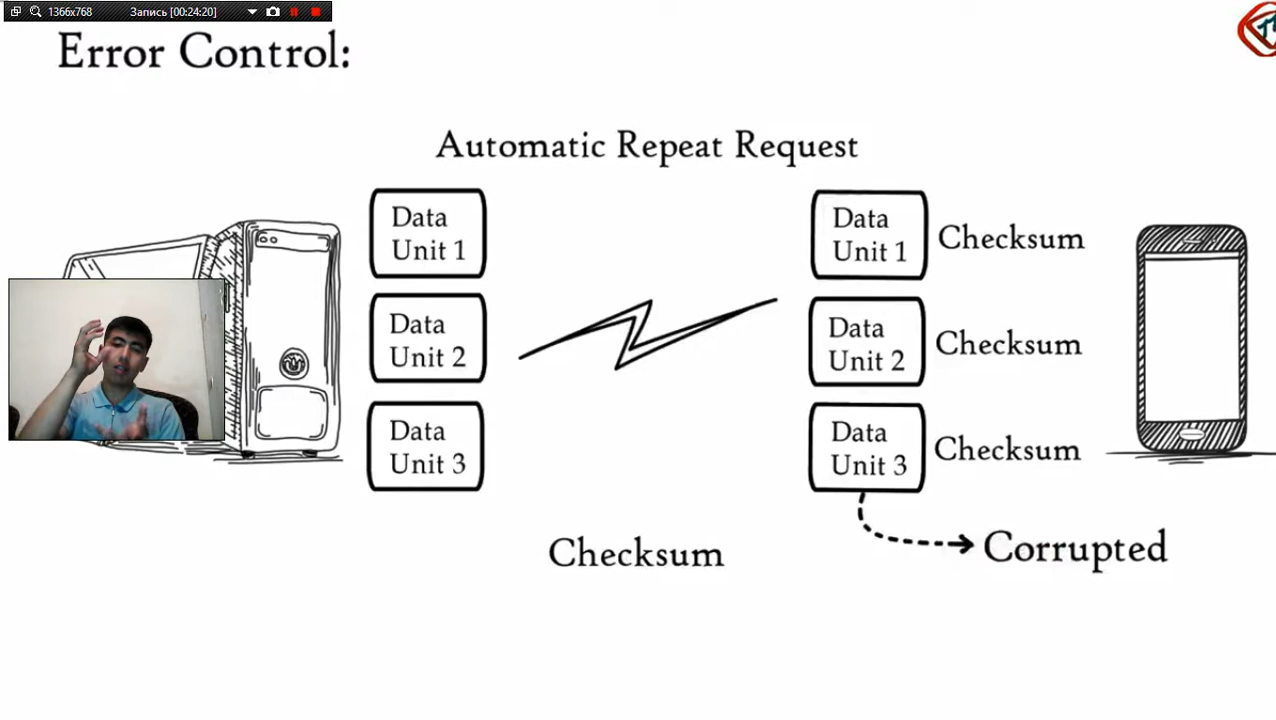 1366x768 Запись [00:24:20]
Error Control:
Automatic Repeat Request
Data
Unit 1
Data
Unit 2
Data
Unit 3
Data
Unit 1
Checksum
Data
Unit 2
Checksum
Data
Unit 3
Checksum
Corrupted
Checksum